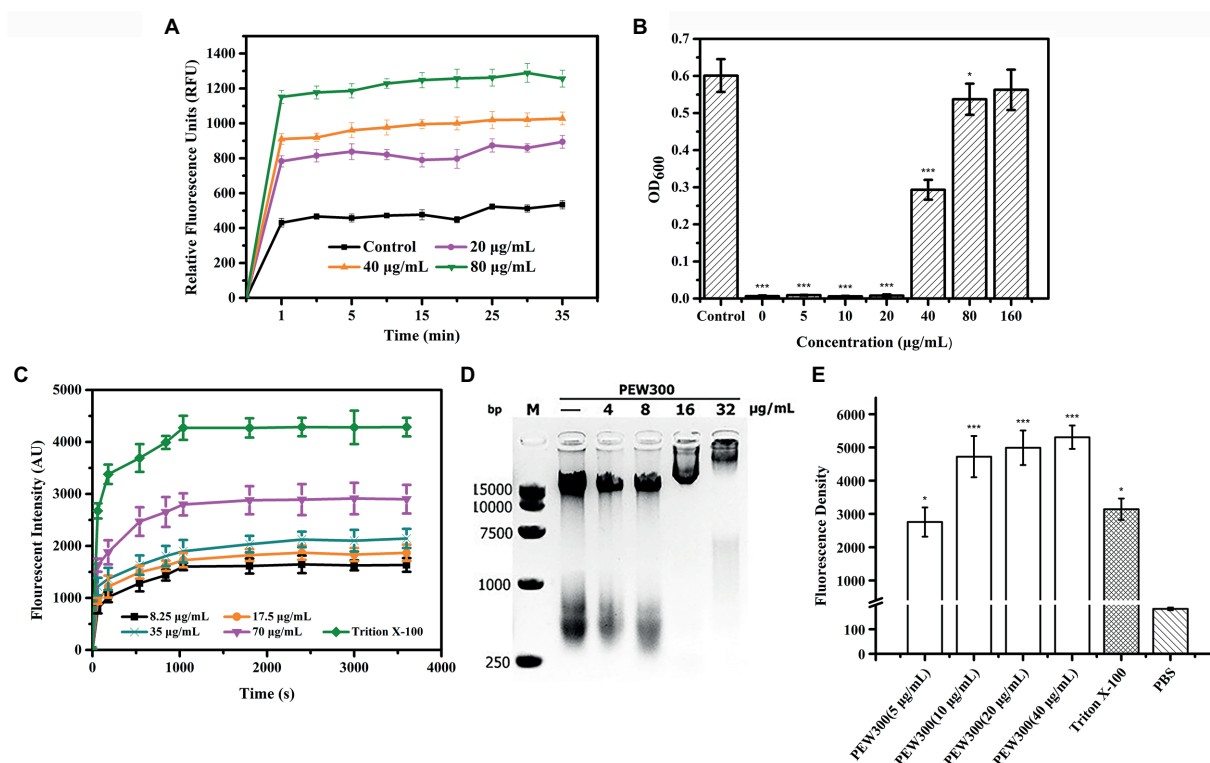 A
Relative Fluorescence Units (RFU)
1400
1200
1000
800
600
400
200
0
Control
20 µg/mL
40 µg/mL
80 µg/mL
1
5
15
25
35
Time (min)
B
OD600
0.7
0.6
0.5
0.4
0.3
0.2
0.1
0.0
***
***
***
***
***
*
Control
0
5
10
20
40
80
160
Concentration (µg/mL)
C
Flourescent Intensity (AU)
5000
4000
3000
2000
1000
0
8.25 µg/mL
17.5 µg/mL
35 µg/mL
70 µg/mL
Trition X-100
0
1000
2000
3000
4000
Time (s)
D
PEW300
bp
M
—
4
8
16
32
µg/mL
15000
10000
7500
1000
250
E
Fluorescence Density
6000
5000
4000
3000
2000
1000
100
0
*
***
***
***
*
PEW300(5 µg/mL)
PEW300(10 µg/mL)
PEW300(20 µg/mL)
PEW300(40 µg/mL)
Triton X-100
PBS